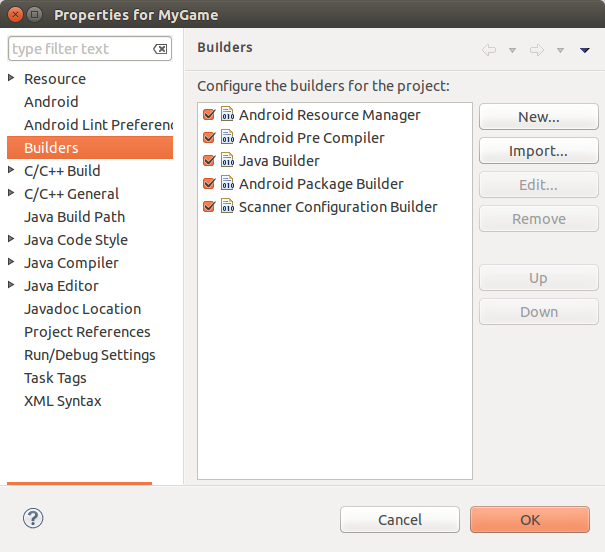 Properties for MyGame
type filter text
Resource
Android
Android Lint Preferen
Builders
C/C++ Build
C/C++ General
Java Build Path
Java Code Style
Java Compiler
Java Editor
Javadoc Location
Project References
Run/Debug Settings
Task Tags
XML Syntax
Builders
Configure the builders for the project:
Android Resource Manager
Android Pre Compiler
Java Builder
Android Package Builder
Scanner Configuration Builder
New...
Import...
Edit...
Remove
Up
Down
Cancel
OK